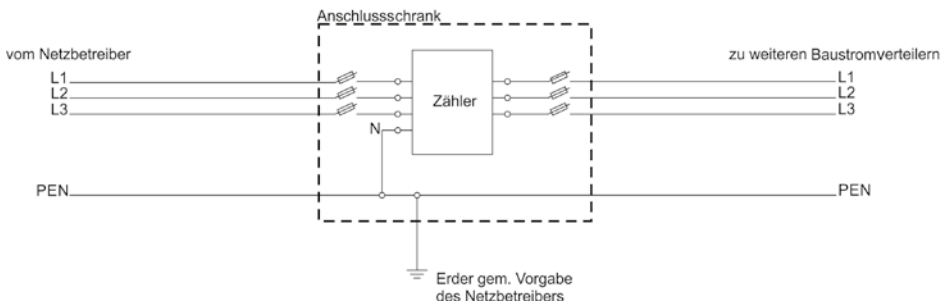 Anschlussschrank
vom Netzbetreiber
zu weiteren Baustromverteilern
L1
L2
L3
Zähler
N
L1
L2
L3
PEN
PEN
Erder gem. Vorgabe
des Netzbetreibers